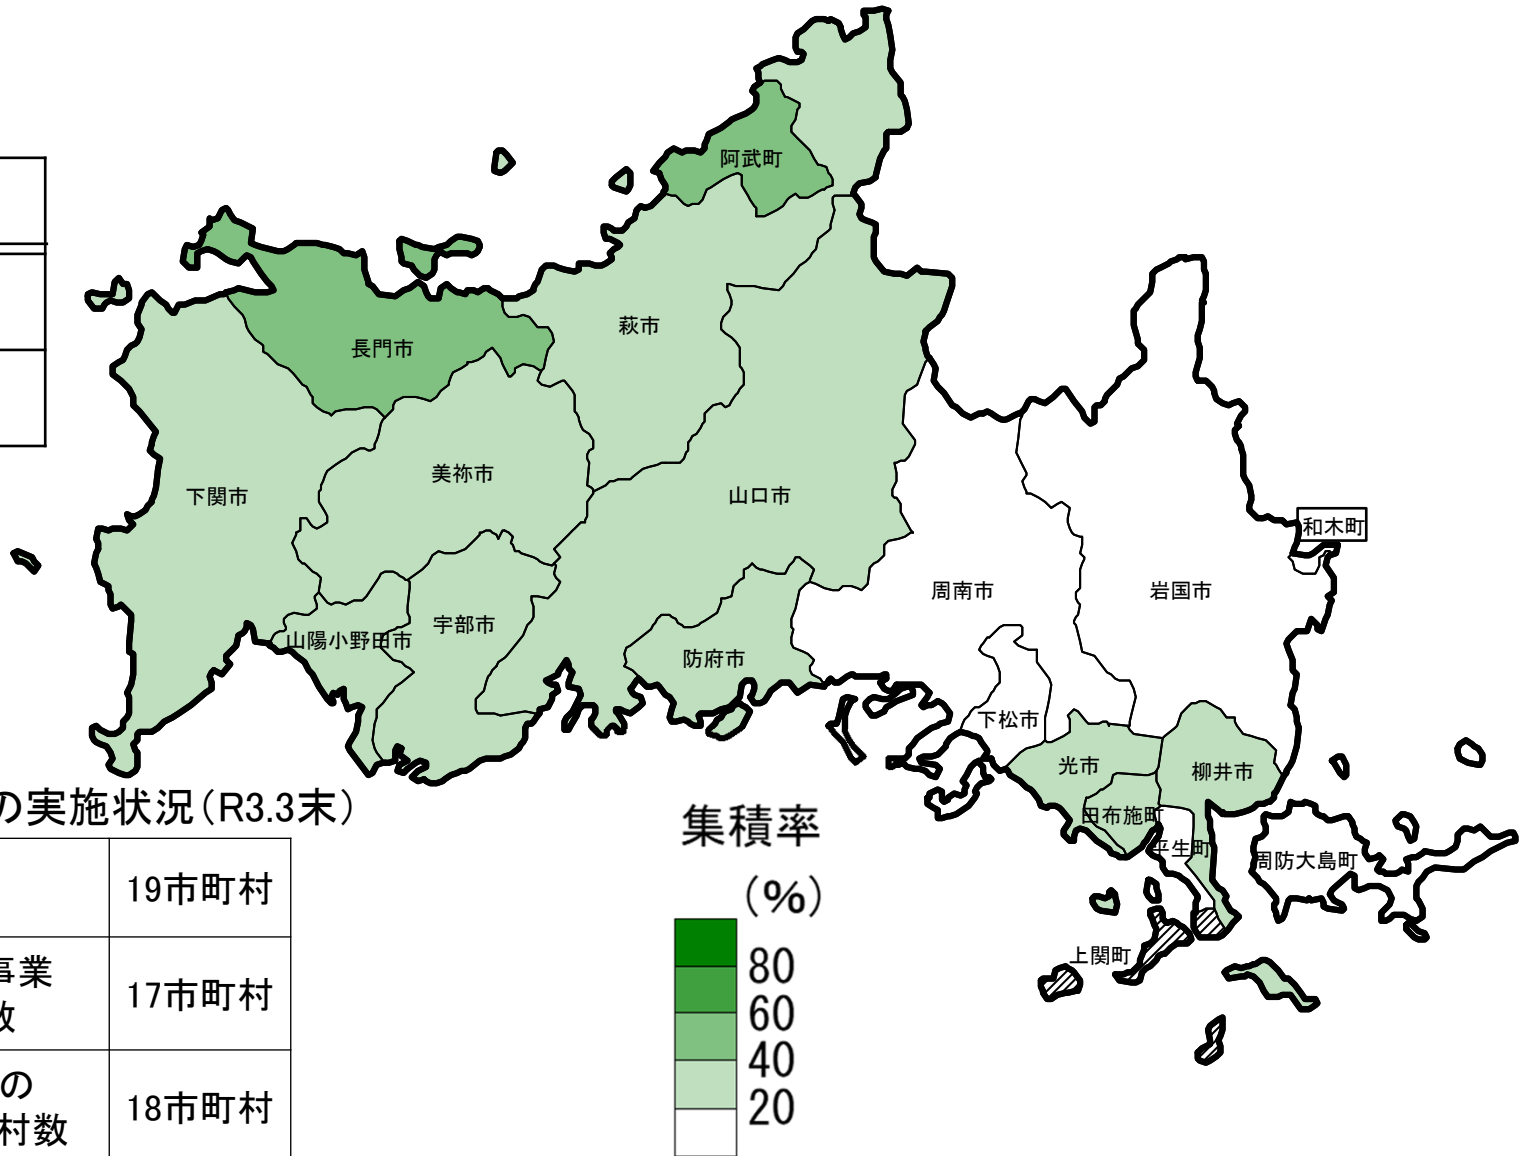 阿武町
萩市
長門市
美祢市
下関市
山口市
和木町
周南市
岩国市
宇部市
山陽小野田市
防府市
下松市
光市
柳井市
田布施町
平生町
周防大島町
上関町
の実施状況(R3.3末)
19市町村
事業
数
17市町村
の
村数
18市町村
集積率
(%)
80
60
40
20